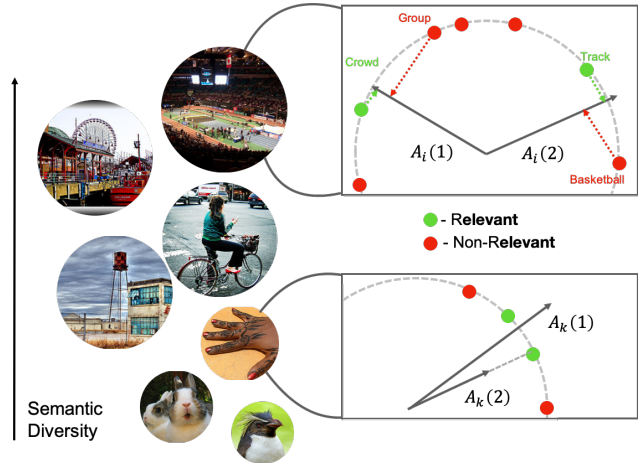 Group
Crowd
Track
A_i(1)
A_i(2)
Basketball
- Relevant
- Non-Relevant
A_k(1)
A_k(2)
Semantic
Diversity